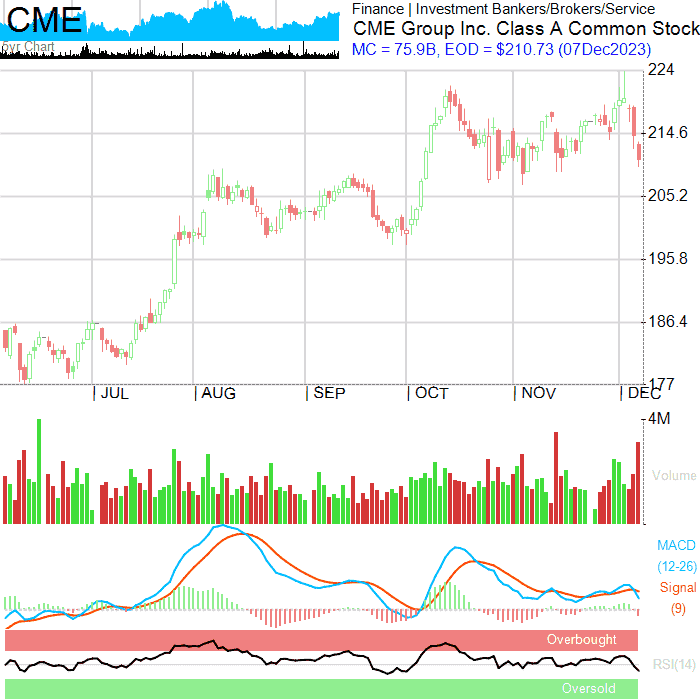 CME
5yr Chart
Finance | Investment Bankers/Brokers/Service
CME Group Inc. Class A Common Stock
MC = 75.9B, EOD = $210.73 (07Dec2023)
224
214.6
205.2
195.8
186.4
177
JUL AUG SEP OCT NOV DEC
4M
Volume
MACD
(12-26)
Signal
(9)
Overbought
RSI(14)
Oversold